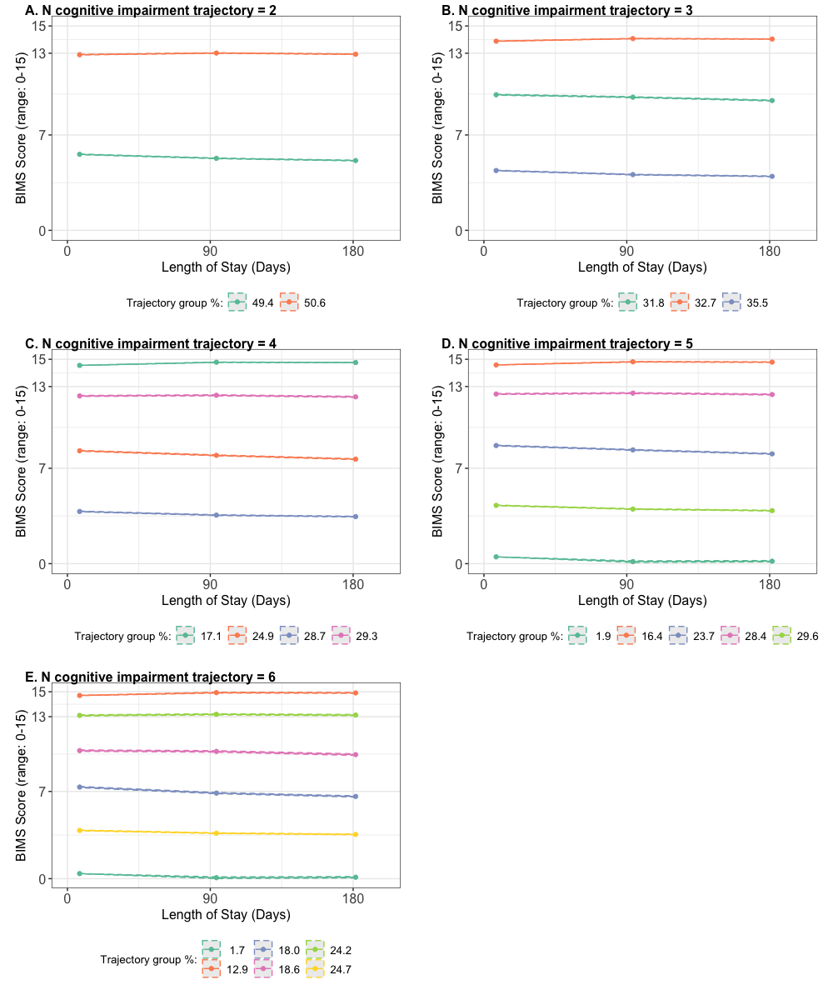 A. N cognitive impairment trajectory = 2
BIMS Score (range: 0-15)
15
13
7
0
0 90 180
Length of Stay (Days)
Trajectory group %: 49.4 50.6
B. N cognitive impairment trajectory = 3
BIMS Score (range: 0-15)
15
13
7
0
0 90 180
Length of Stay (Days)
Trajectory group %: 31.8 32.7 35.5
C. N cognitive impairment trajectory = 4
BIMS Score (range: 0-15)
15
13
7
0
0 90 180
Length of Stay (Days)
Trajectory group %: 17.1 24.9 28.7 29.3
D. N cognitive impairment trajectory = 5
BIMS Score (range: 0-15)
15
13
7
0
0 90 180
Length of Stay (Days)
Trajectory group %: 1.9 16.4 23.7 28.4 29.6
E. N cognitive impairment trajectory = 6
BIMS Score (range: 0-15)
15
13
7
0
0 90 180
Length of Stay (Days)
Trajectory group %:
1.7 18.0 24.2
12.9 18.6 24.7